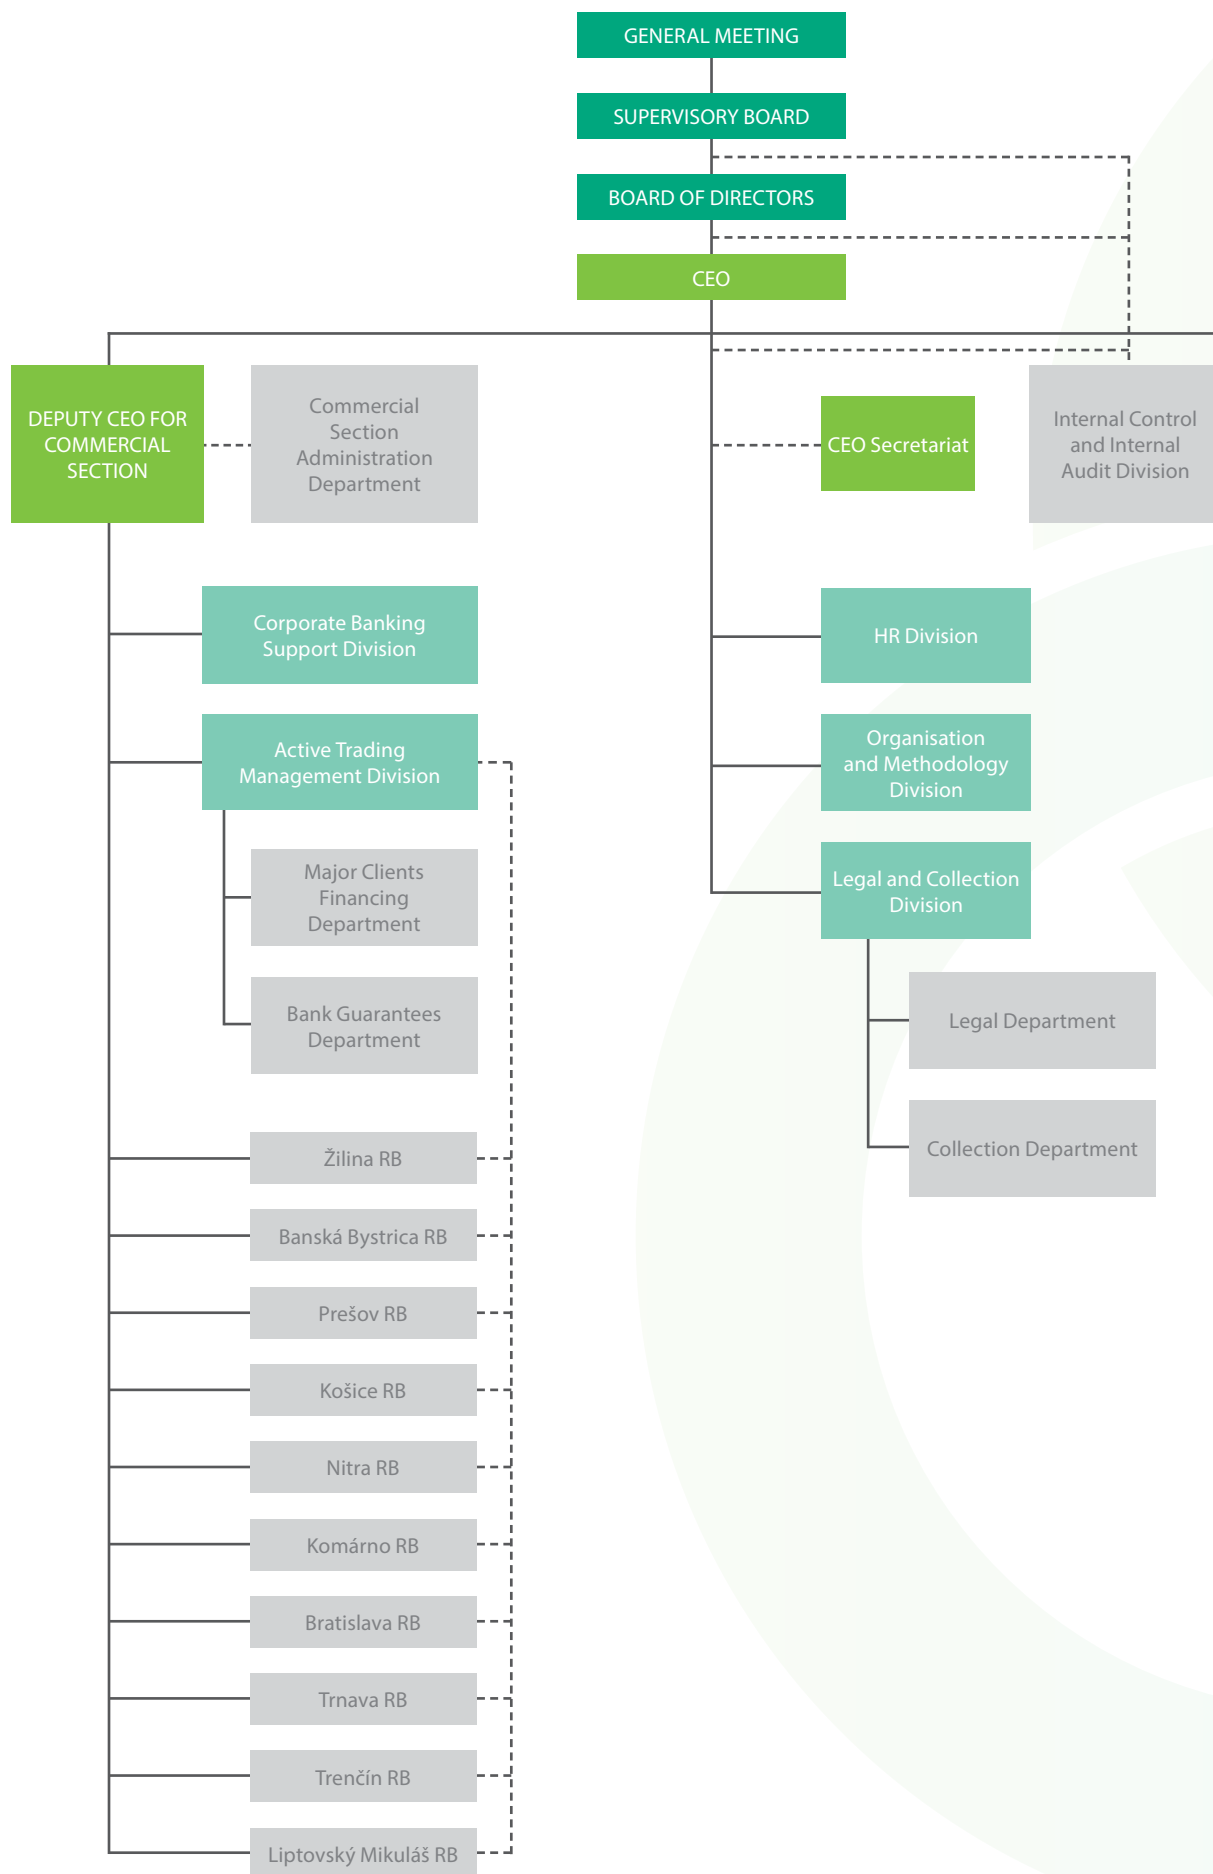 GENERAL MEETING
SUPERVISORY BOARD
BOARD OF DIRECTORS
CEO
DEPUTY CEO FOR
COMMERCIAL
SECTION
Commercial
Section
Administration
Department
CEO Secretariat
Internal Control
and Internal
Audit Division
Corporate Banking
Support Division
Active Trading
Management Division
Major Clients
Financing
Department
Bank Guarantees
Department
Žilina RB
Banská Bystrica RB
Prešov RB
Košice RB
Nitra RB
Komárno RB
Bratislava RB
Trnava RB
Trenčín RB
Liptovský Mikuláš RB
HR Division
Organisation
and Methodology
Division
Legal and Collection
Division
Legal Department
Collection Department